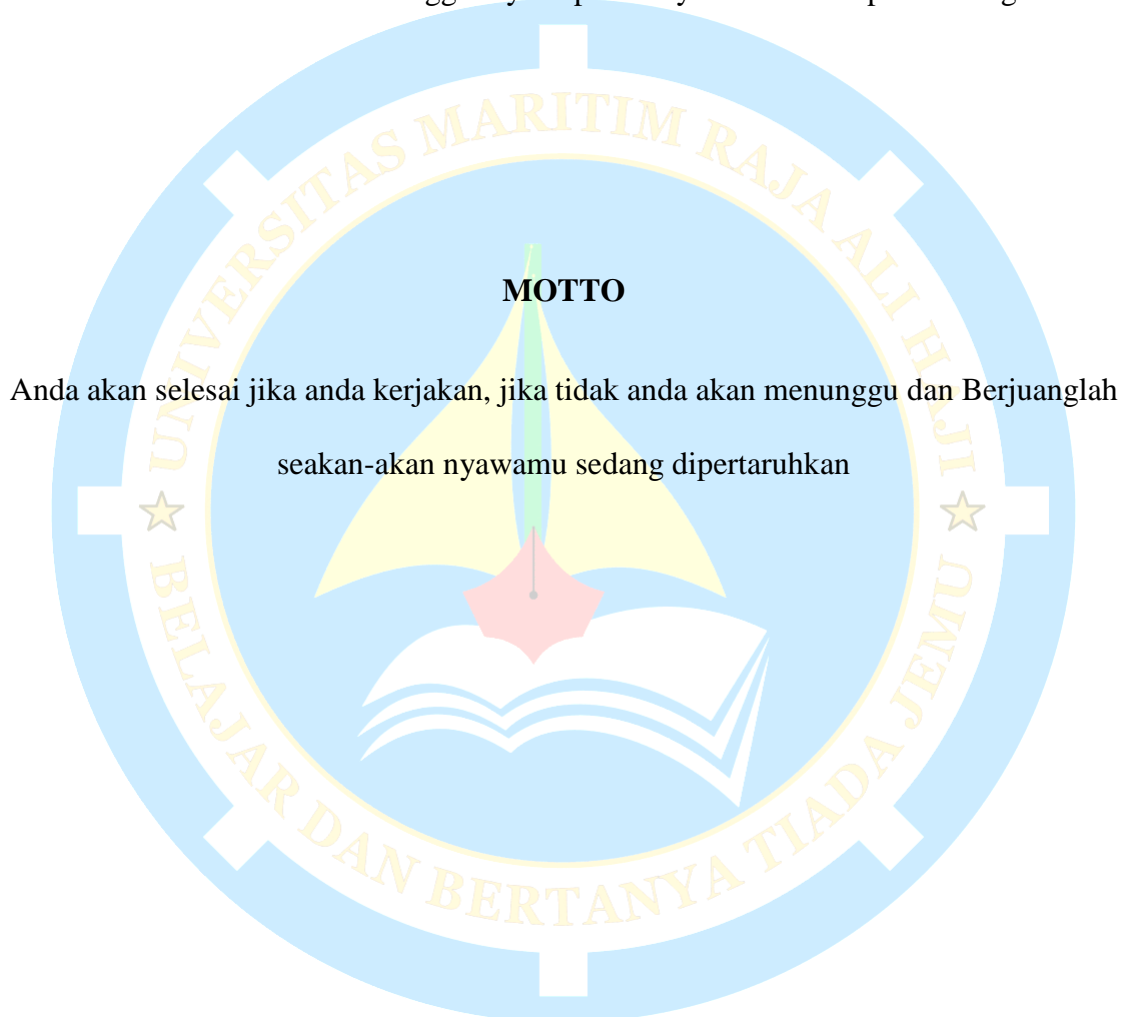 MOTTO
Anda akan selesai jika anda kerjakan, jika tidak anda akan menunggu dan Berjuanglah
seakan-akan nyawamu sedang dipertaruhkan
UNIVERSITAS MARITIM RAJA ALI HAJI
BELAJAR DAN BERTANYA TIADA JEMU